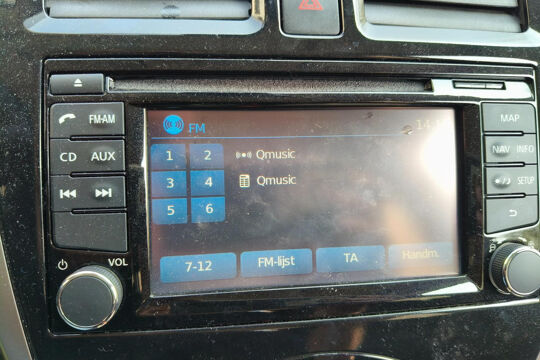 FM-AM
MAP
FM
CD AUX
1 2 Qmusic
NAV INFO
3 4 Qmusic
SETUP
5 6
7-12 FM-lijst TA Handm.
VOL